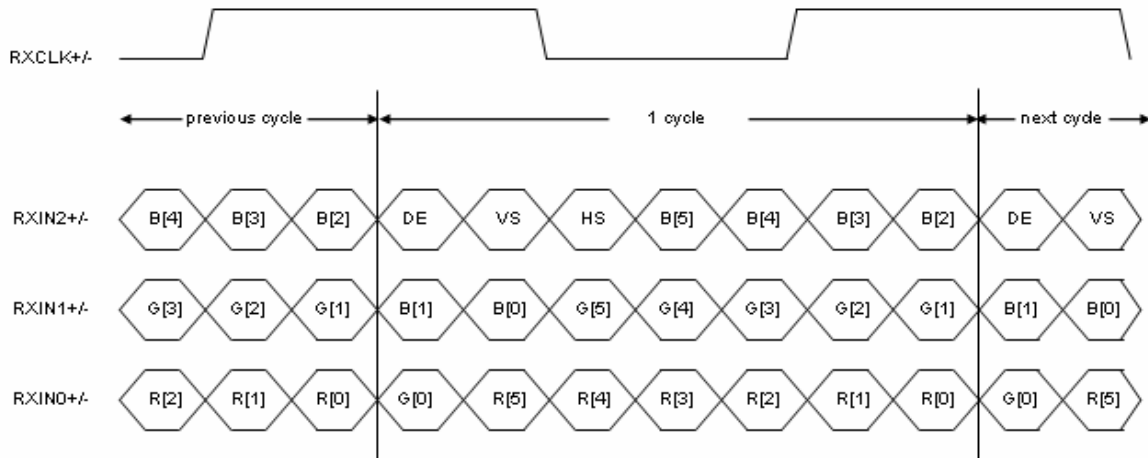 RXCLK+/-
previous cycle 1 cycle next cycle
RXIN2+/- B[4] B[3] B[2] DE VS HS B[5] B[4] B[3] B[2] DE VS
RXIN1+/- G[3] G[2] G[1] B[1] B[0] G[5] G[4] G[3] G[2] G[1] B[1] B[0]
RXIN0+/- R[2] R[1] R[0] G[0] R[5] R[4] R[3] R[2] R[1] R[0] G[0] R[5]